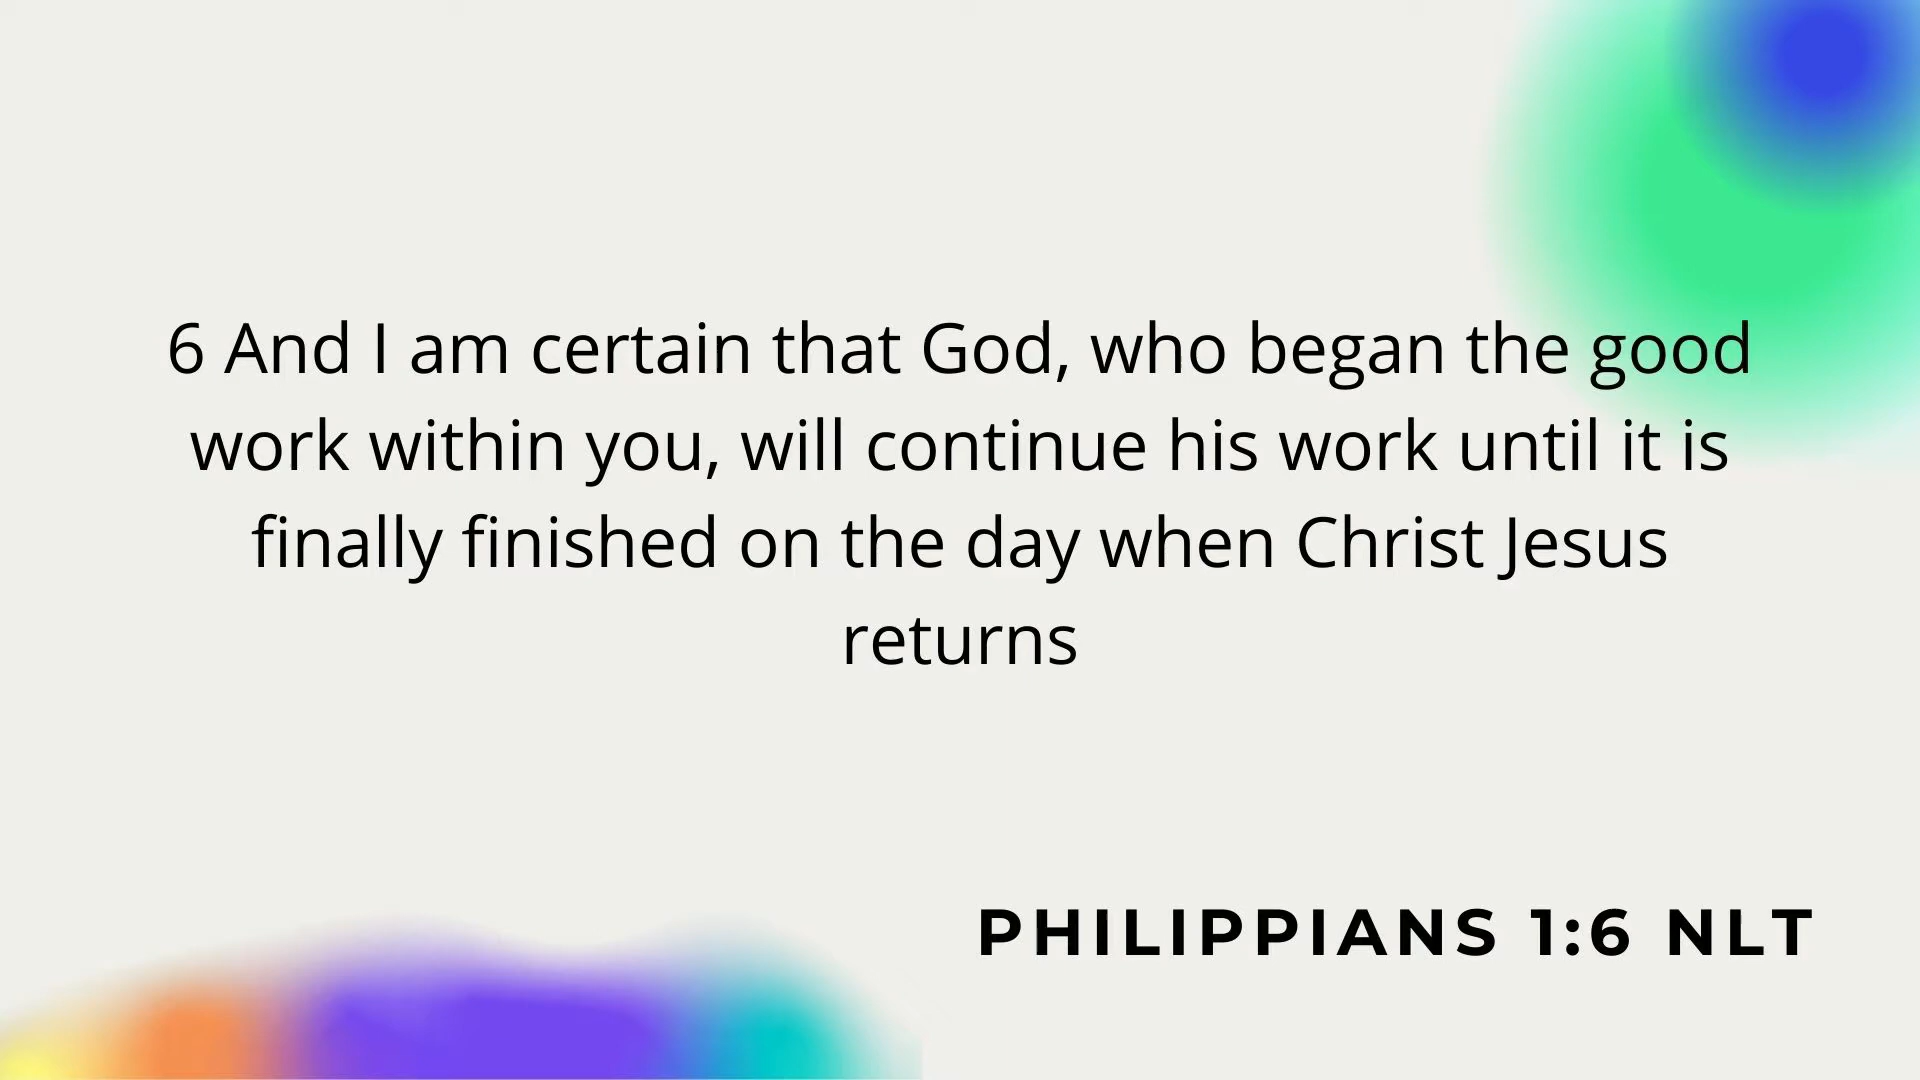 6 And I am certain that God, who began the good
work within you, will continue his work until it is
finally finished on the day when Christ Jesus
returns
PHILIPPIANS 1:6 NLT